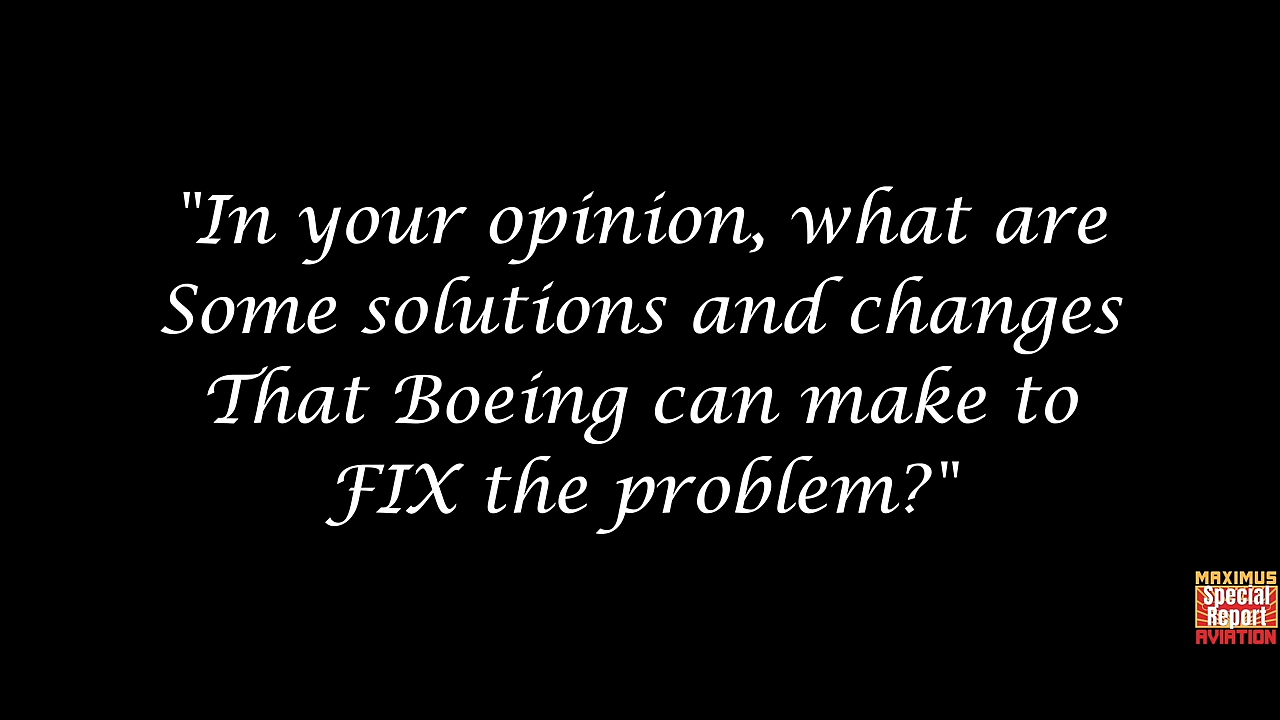 "In your opinion, what are
Some solutions and changes
That Boeing can make to
FIX the problem?"
MAXIMUS
Special
Report
AVIATION